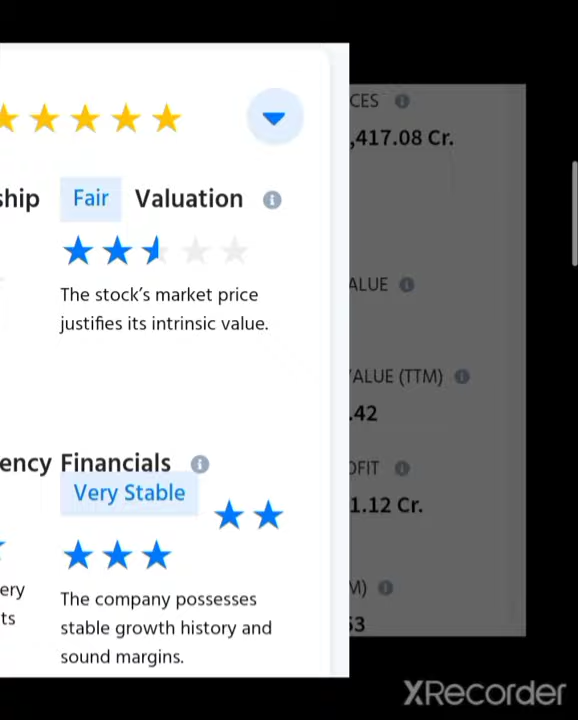 CES
,417.08 Cr.
ship Fair Valuation
The stock's market price
justifies its intrinsic value.
ALUE
ALUE (TTM)
.42
ency Financials
Very Stable
OFIT
1.12 Cr.
ery
ts
The company possesses
stable growth history and
sound margins.
M)
53
XRecorder